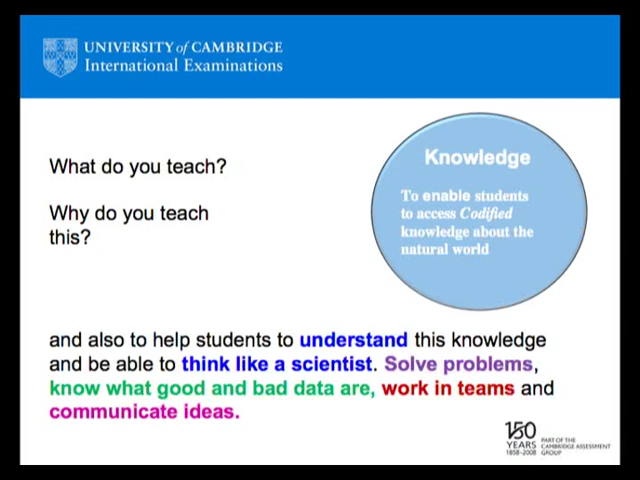 UNIVERSITY of CAMBRIDGE
International Examinations
What do you teach?
Why do you teach
this?
Knowledge
To enable students
to access Codified
knowledge about the
natural world
and also to help students to understand this knowledge
and be able to think like a scientist. Solve problems,
know what good and bad data are, work in teams and
communicate ideas.
150
YEARS
1858-2008
PART OF THE
CAMBRIDGE ASSESSMENT
GROUP